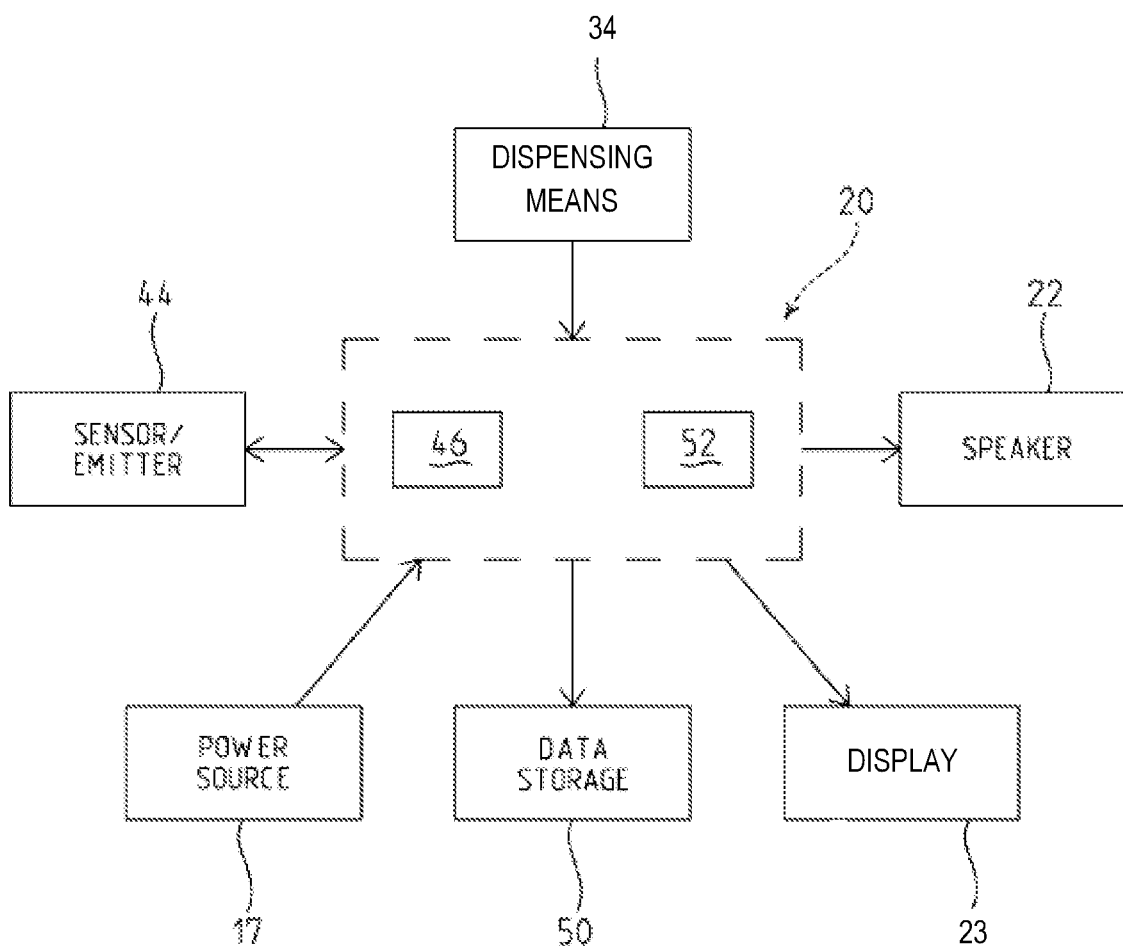 34
DISPENSING
MEANS
20
44
22
SENSOR/
EMITTER
46
52
SPEAKER
POWER
SOURCE
DATA
STORAGE
DISPLAY
17
50
23